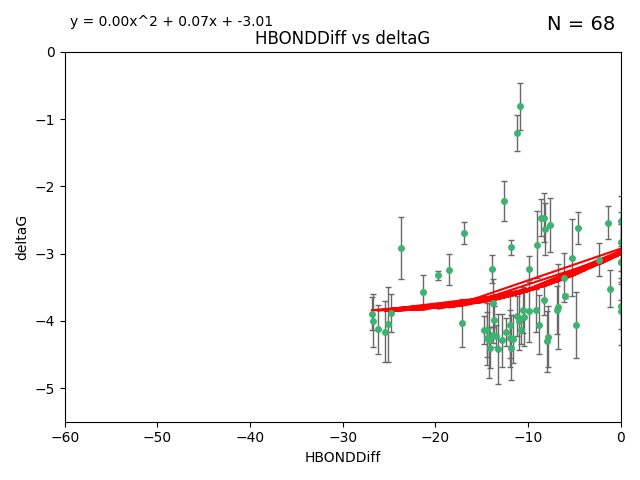 y = 0.00x^2 + 0.07x + -3.01
N = 68
HBONDDiff vs deltaG
0
−1
−2
−3
−4
−5
deltaG
−60
−50
−40
−30
−20
−10
0
HBONDDiff